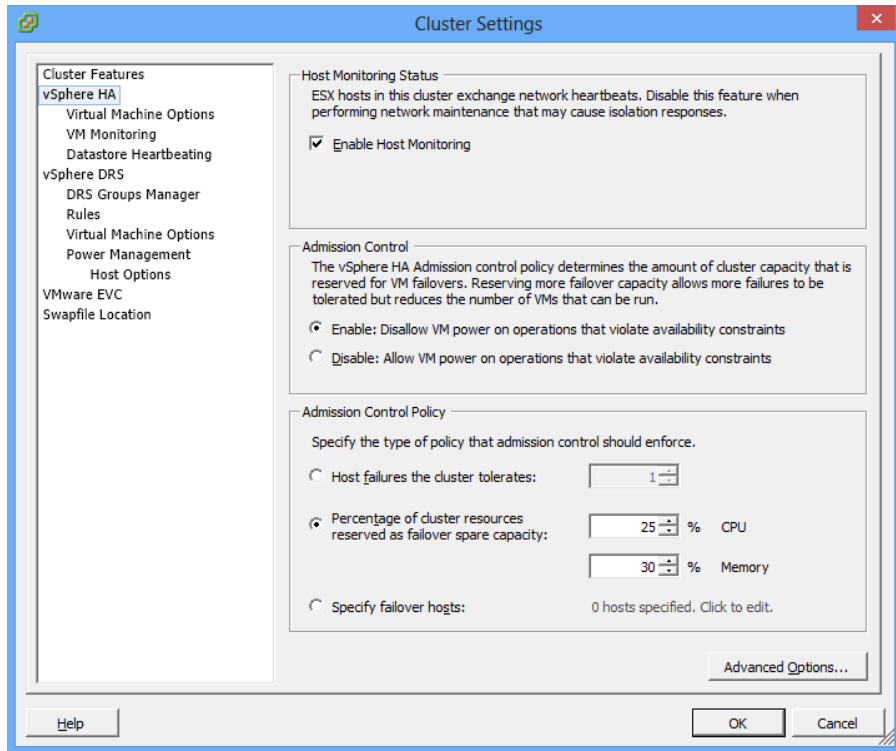 Cluster Settings
Cluster Features
vSphere HA
Virtual Machine Options
VM Monitoring
Datastore Heartbeating
vSphere DRS
DRS Groups Manager
Rules
Virtual Machine Options
Power Management
Host Options
VMware EVC
Swapfile Location
Host Monitoring Status
ESX hosts in this cluster exchange network heartbeats. Disable this feature when
performing network maintenance that may cause isolation responses.
Enable Host Monitoring
Admission Control
The vSphere HA Admission control policy determines the amount of cluster capacity that is
reserved for VM failovers. Reserving more failover capacity allows more failures to be
tolerated but reduces the number of VMs that can be run.
Enable: Disallow VM power on operations that violate availability constraints
Disable: Allow VM power on operations that violate availability constraints
Admission Control Policy
Specify the type of policy that admission control should enforce.
Host failures the cluster tolerates: 1
Percentage of cluster resources
reserved as failover spare capacity: 25 % CPU
30 % Memory
Specify failover hosts: 0 hosts specified. Click to edit.
Advanced Options...
Help OK Cancel